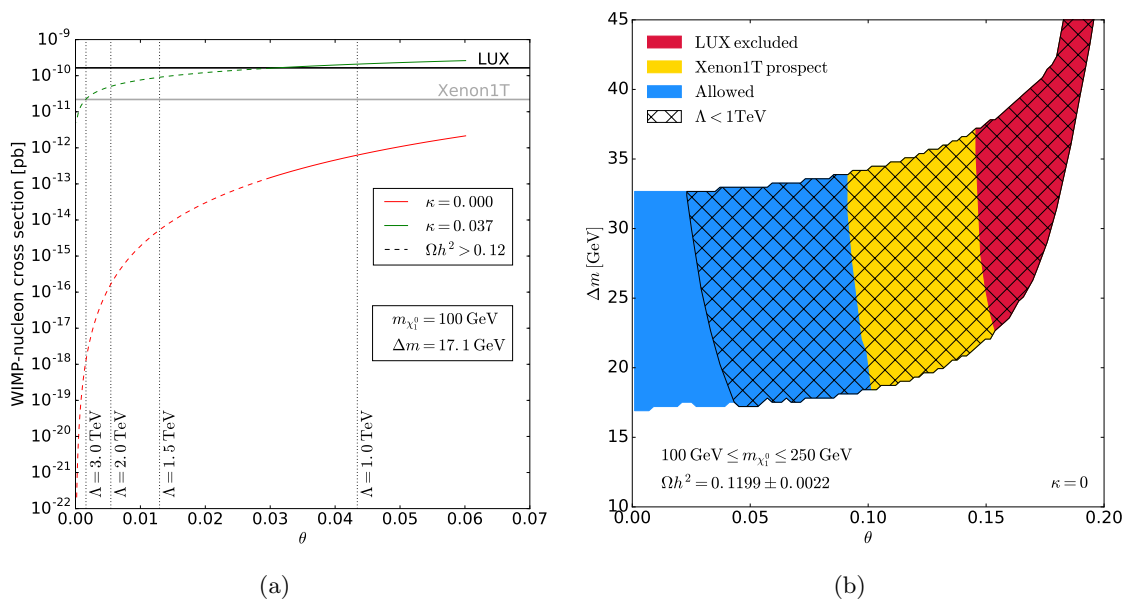 WIMP-nucleon cross section [pb]
10⁻⁹
10⁻¹⁰
10⁻¹¹
10⁻¹²
10⁻¹³
10⁻¹⁴
10⁻¹⁵
10⁻¹⁶
10⁻¹⁷
10⁻¹⁸
10⁻¹⁹
10⁻²⁰
10⁻²¹
10⁻²²
LUX
Xenon1T
κ = 0.000
κ = 0.037
Ωh² > 0.12
m_χ₁⁰ = 100 GeV
Δm = 17.1 GeV
Λ = 3.0 TeV
Λ = 2.0 TeV
Λ = 1.5 TeV
Λ = 1.0 TeV
0.00 0.01 0.02 0.03 0.04 0.05 0.06 0.07
θ
(a)
Δm [GeV]
45
40
35
30
25
20
15
10
LUX excluded
Xenon1T prospect
Allowed
Λ < 1TeV
100 GeV ≤ m_χ₁⁰ ≤ 250 GeV
Ωh² = 0.1199 ± 0.0022
κ = 0
0.00 0.05 0.10 0.15 0.20
θ
(b)